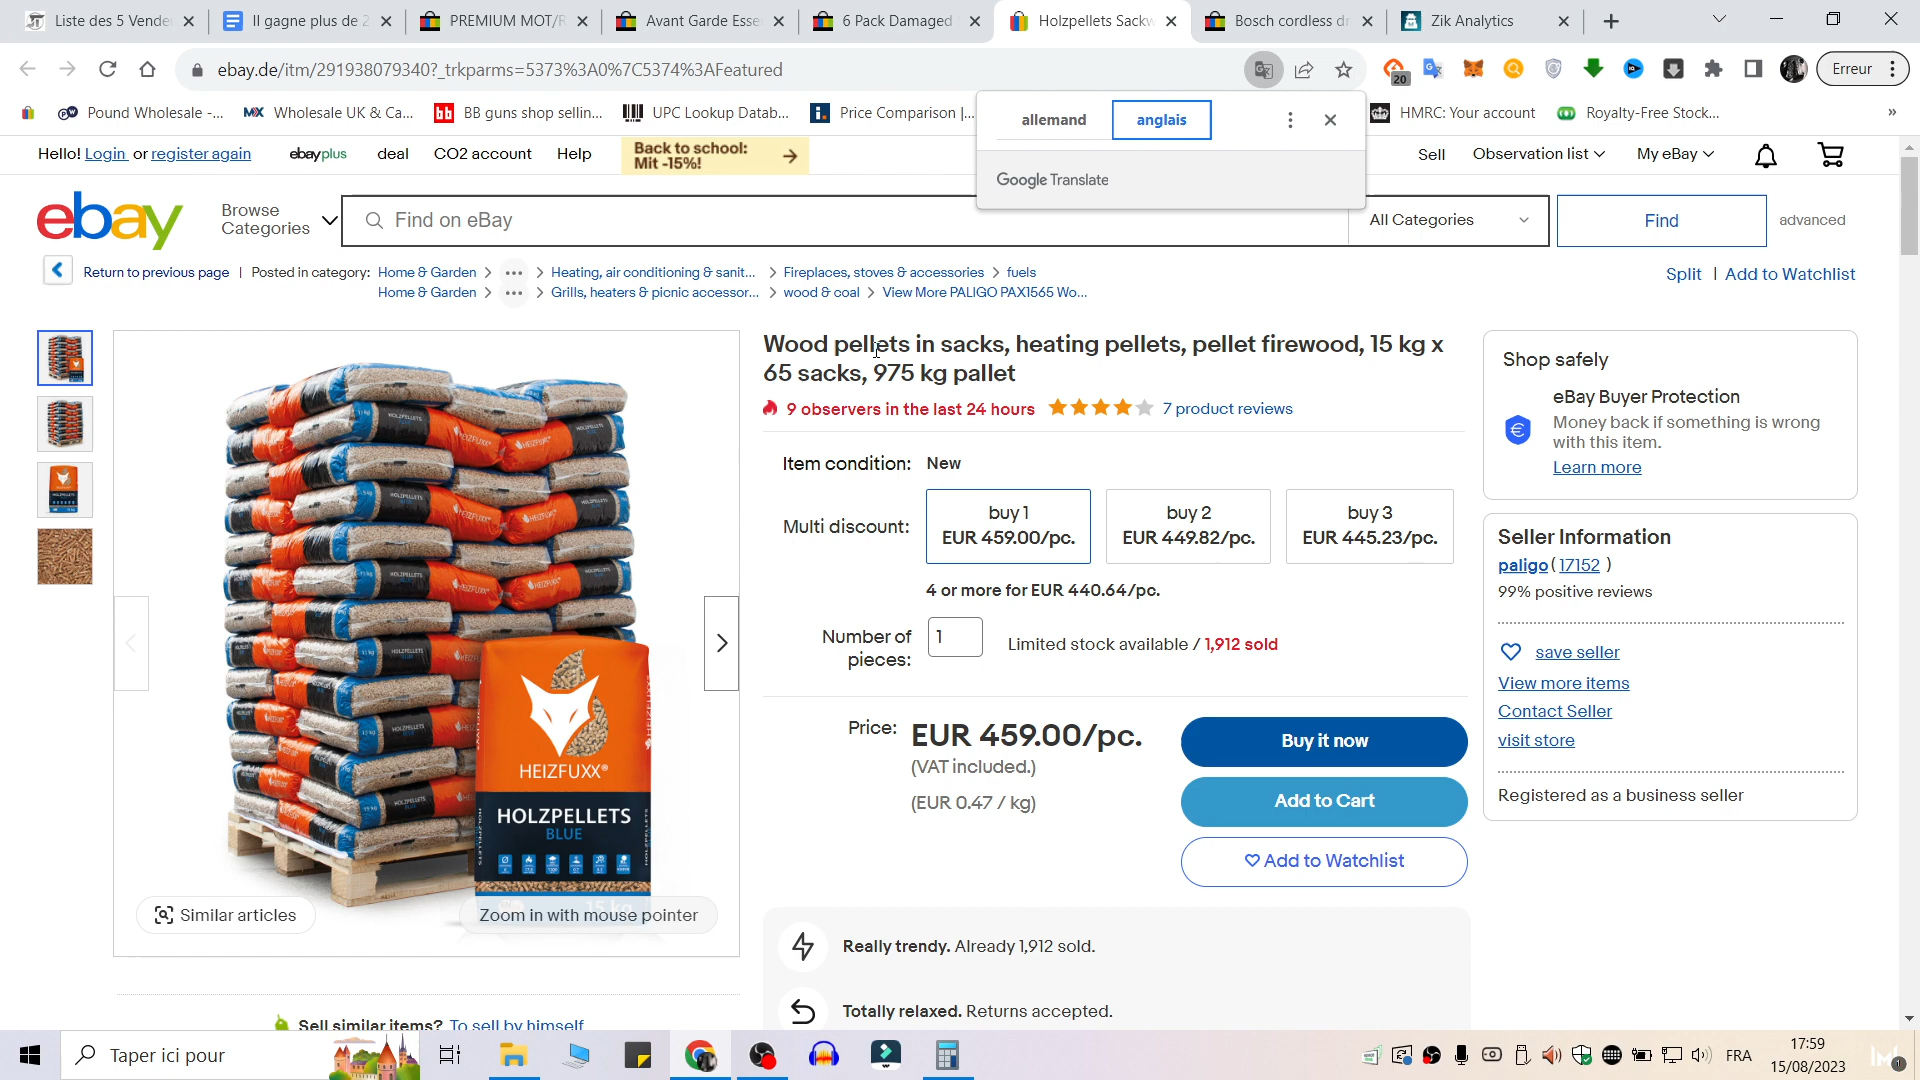 Liste des 5 Vende
Il gagne plus de 2
PREMIUM MOT/R
Avant Garde Esse
6 Pack Damaged
Holzpellets Sackw
Bosch cordless dr
Zik Analytics
ebay.de/itm/291938079340?_trkparms=5373%3A0%7C5374%3AFeatured
20
Erreur
Pound Wholesale -...
Wholesale UK & Ca...
BB guns shop sellin...
UPC Lookup Datab...
Price Comparison |...
HMRC: Your account
Royalty-Free Stock...
»
allemand
anglais
Google Translate
Hello! Login or register again
ebayplus
deal
CO2 account
Help
Back to school:
Mit -15%!
Sell
Observation list
My eBay
ebay
Browse
Categories
Find on eBay
All Categories
Find
advanced
Return to previous page | Posted in category:
Home & Garden > ... > Heating, air conditioning & sanit... > Fireplaces, stoves & accessories > fuels
Home & Garden > ... > Grills, heaters & picnic accessor... > wood & coal > View More PALIGO PAX1565 Wo...
Split | Add to Watchlist
Wood pellets in sacks, heating pellets, pellet firewood, 15 kg x
65 sacks, 975 kg pallet
9 observers in the last 24 hours
7 product reviews
Item condition: New
Multi discount:
buy 1
EUR 459.00/pc.
buy 2
EUR 449.82/pc.
buy 3
EUR 445.23/pc.
4 or more for EUR 440.64/pc.
Number of
pieces:
1
Limited stock available / 1,912 sold
Price:
EUR 459.00/pc.
(VAT included.)
(EUR 0.47 / kg)
Buy it now
Add to Cart
Add to Watchlist
Really trendy. Already 1,912 sold.
Totally relaxed. Returns accepted.
Shop safely
eBay Buyer Protection
Money back if something is wrong
with this item.
Learn more
Seller Information
paligo ( 17152 )
99% positive reviews
save seller
View more items
Contact Seller
visit store
Registered as a business seller
HEIZFUXX®
HOLZPELLETS
BLUE
15 kg
Similar articles
Zoom in with mouse pointer
Sell similar items? To sell by himself
Taper ici pour
FRA
17:59
15/08/2023
1